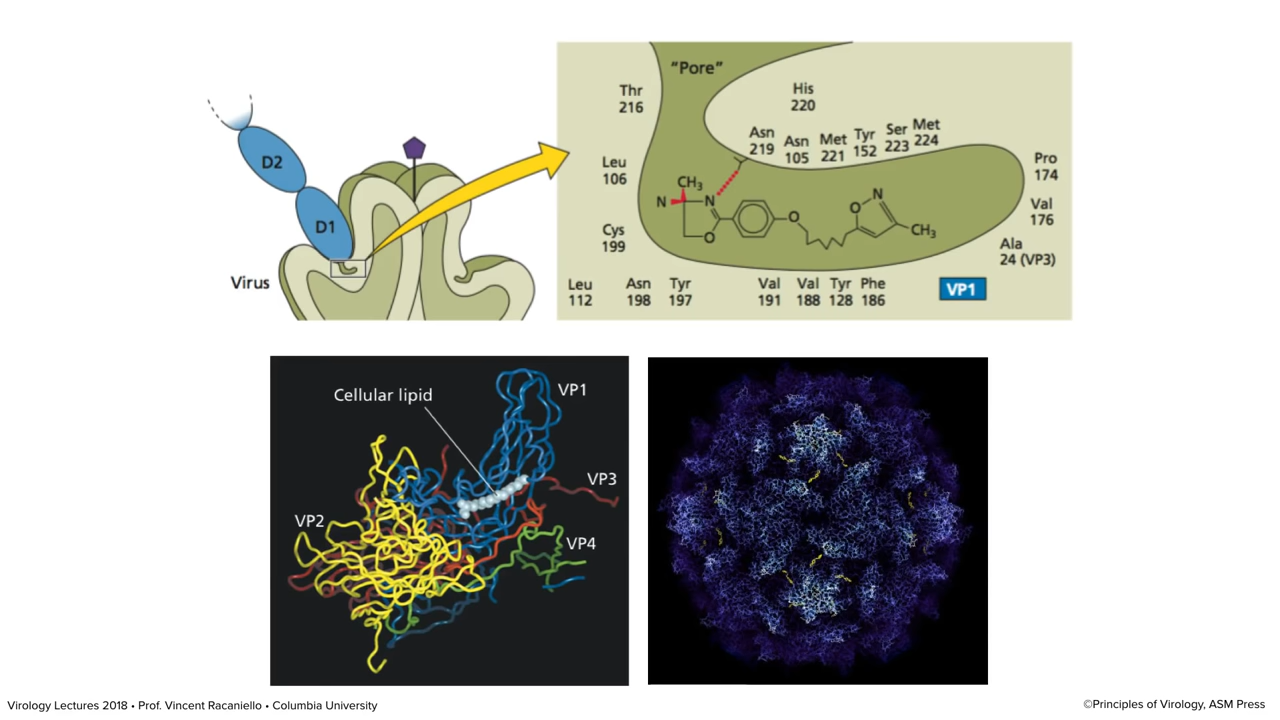 D2
D1
Virus
“Pore”
Thr
216
His
220
Asn
219
Asn
105
Met
221
Tyr
152
Ser
223
Met
224
Leu
106
Pro
174
CH₃
N
N
O
O
O
N
CH₃
Val
176
Cys
199
Ala
24 (VP3)
Leu
112
Asn
198
Tyr
197
Val
191
Val
188
Tyr
128
Phe
186
VP1
Cellular lipid
VP1
VP3
VP2
VP4
Virology Lectures 2018 • Prof. Vincent Racaniello • Columbia University
©Principles of Virology, ASM Press